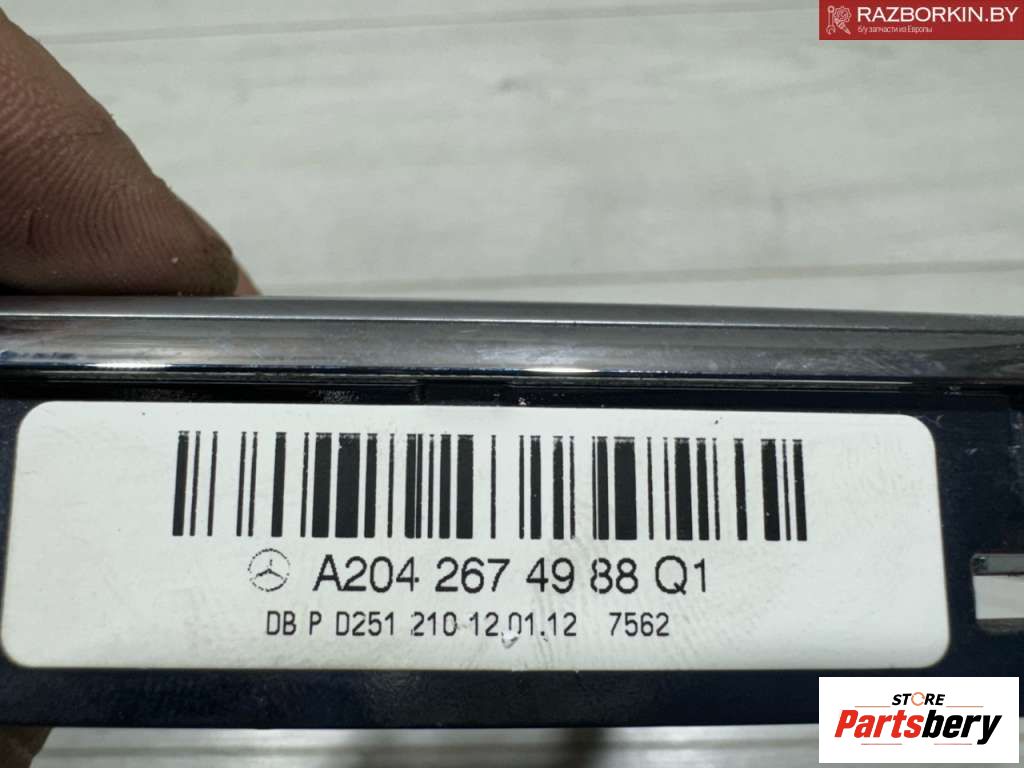 RAZBORKIN.BY
б/у запчасти из Европы
A204 267 49 88 Q1
DB P D251 210 12.01.12 7562
STORE
Partsbery